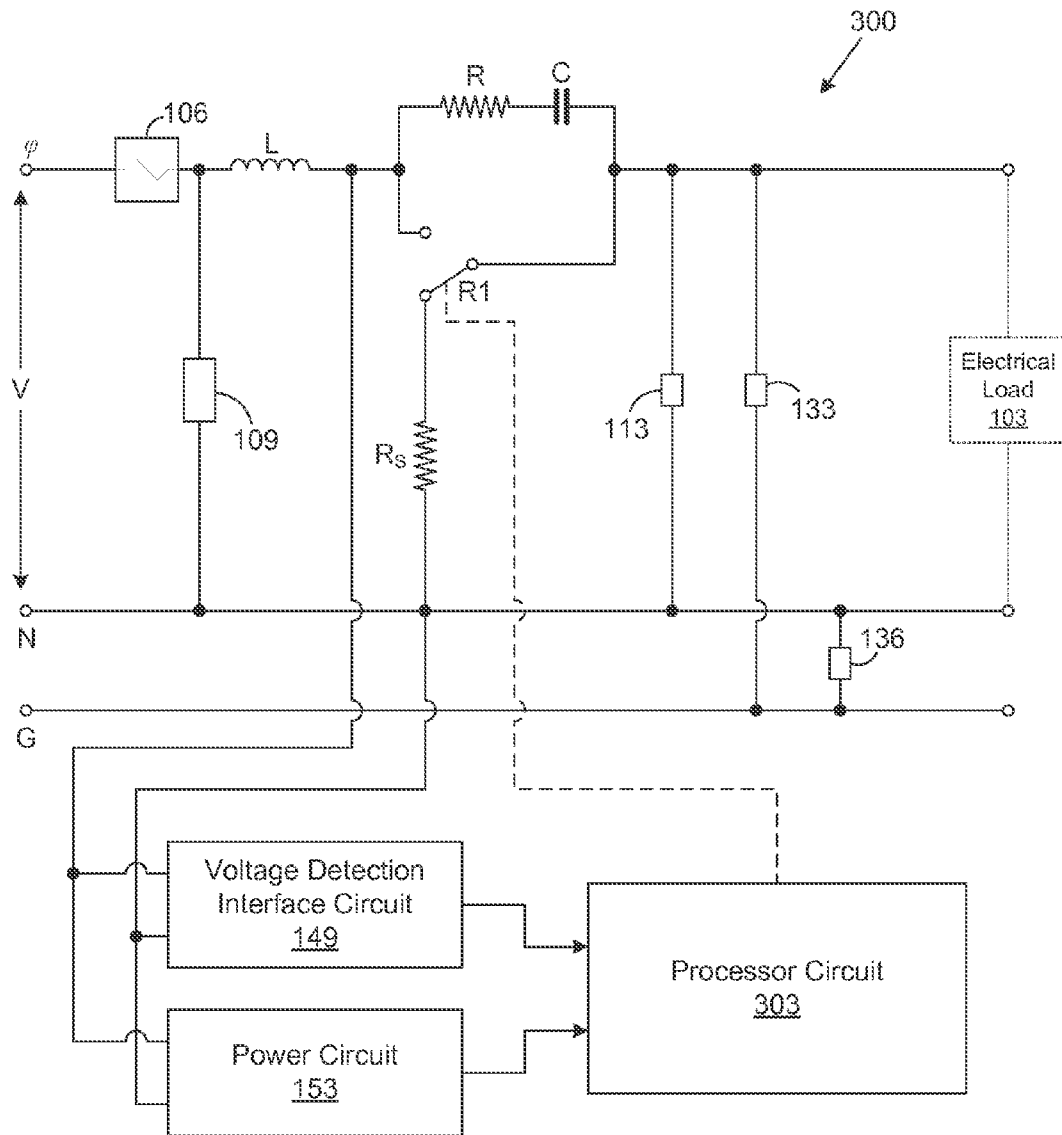 300
R
C
106
φ
L
R1
V
109
RS
113
133
Electrical
Load
103
N
136
G
Voltage Detection
Interface Circuit
149
Processor Circuit
303
Power Circuit
153